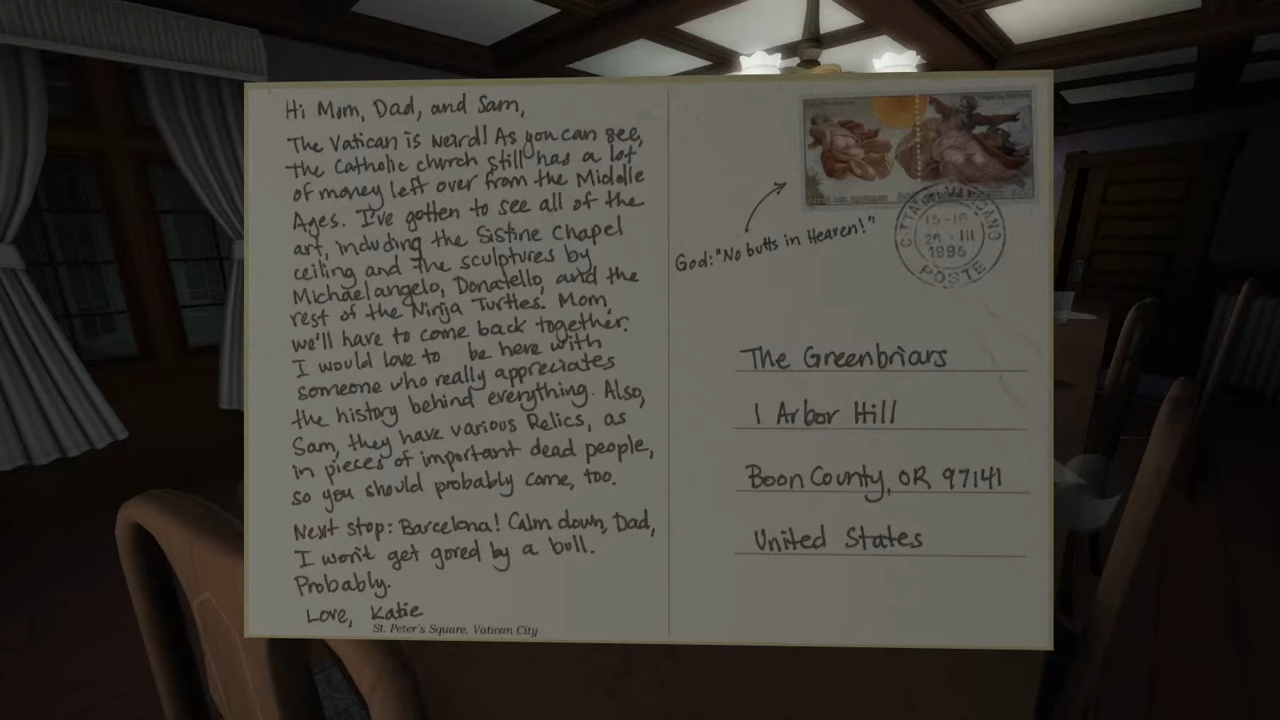 Hi Mom, Dad, and Sam,
The Vatican is weird! As you can see,
the Catholic church still has a lot
of money left over from the Middle
Ages. I've gotten to see all of the
art, including the Sistine Chapel
ceiling and the sculptures by
Michaelangelo, Donatello, and the
rest of the Ninja Turtles. Mom,
we'll have to come back together.
I would love to be here with
someone who really appreciates
the history behind everything. Also,
Sam, they have various Relics, as
in pieces of important dead people,
so you should probably come, too.
Next stop: Barcelona! Calm down, Dad,
I won't get gored by a bull.
Probably.
Love, Katie
St. Peter's Square, Vatican City
God: "No butts in Heaven!"
15-16
26 · III
1995
POSTE
The Greenbriars
1 Arbor Hill
Boon County, OR 97141
United States